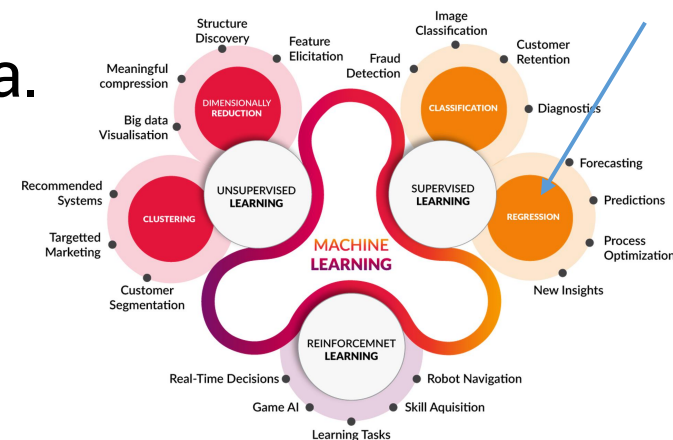 a.
Structure
Discovery
Feature
Elicitation
Meaningful
compression
Big data
Visualisation
DIMENSIONALLY
REDUCTION
Recommended
Systems
Targetted
Marketing
Customer
Segmentation
CLUSTERING
UNSUPERVISED
LEARNING
Image
Classification
Fraud
Detection
Customer
Retention
Diagnostics
CLASSIFICATION
SUPERVISED
LEARNING
Forecasting
Predictions
Process
Optimization
New Insights
REGRESSION
MACHINE
LEARNING
REINFORCEMNET
LEARNING
Real-Time Decisions
Game AI
Learning Tasks
Skill Aquisition
Robot Navigation